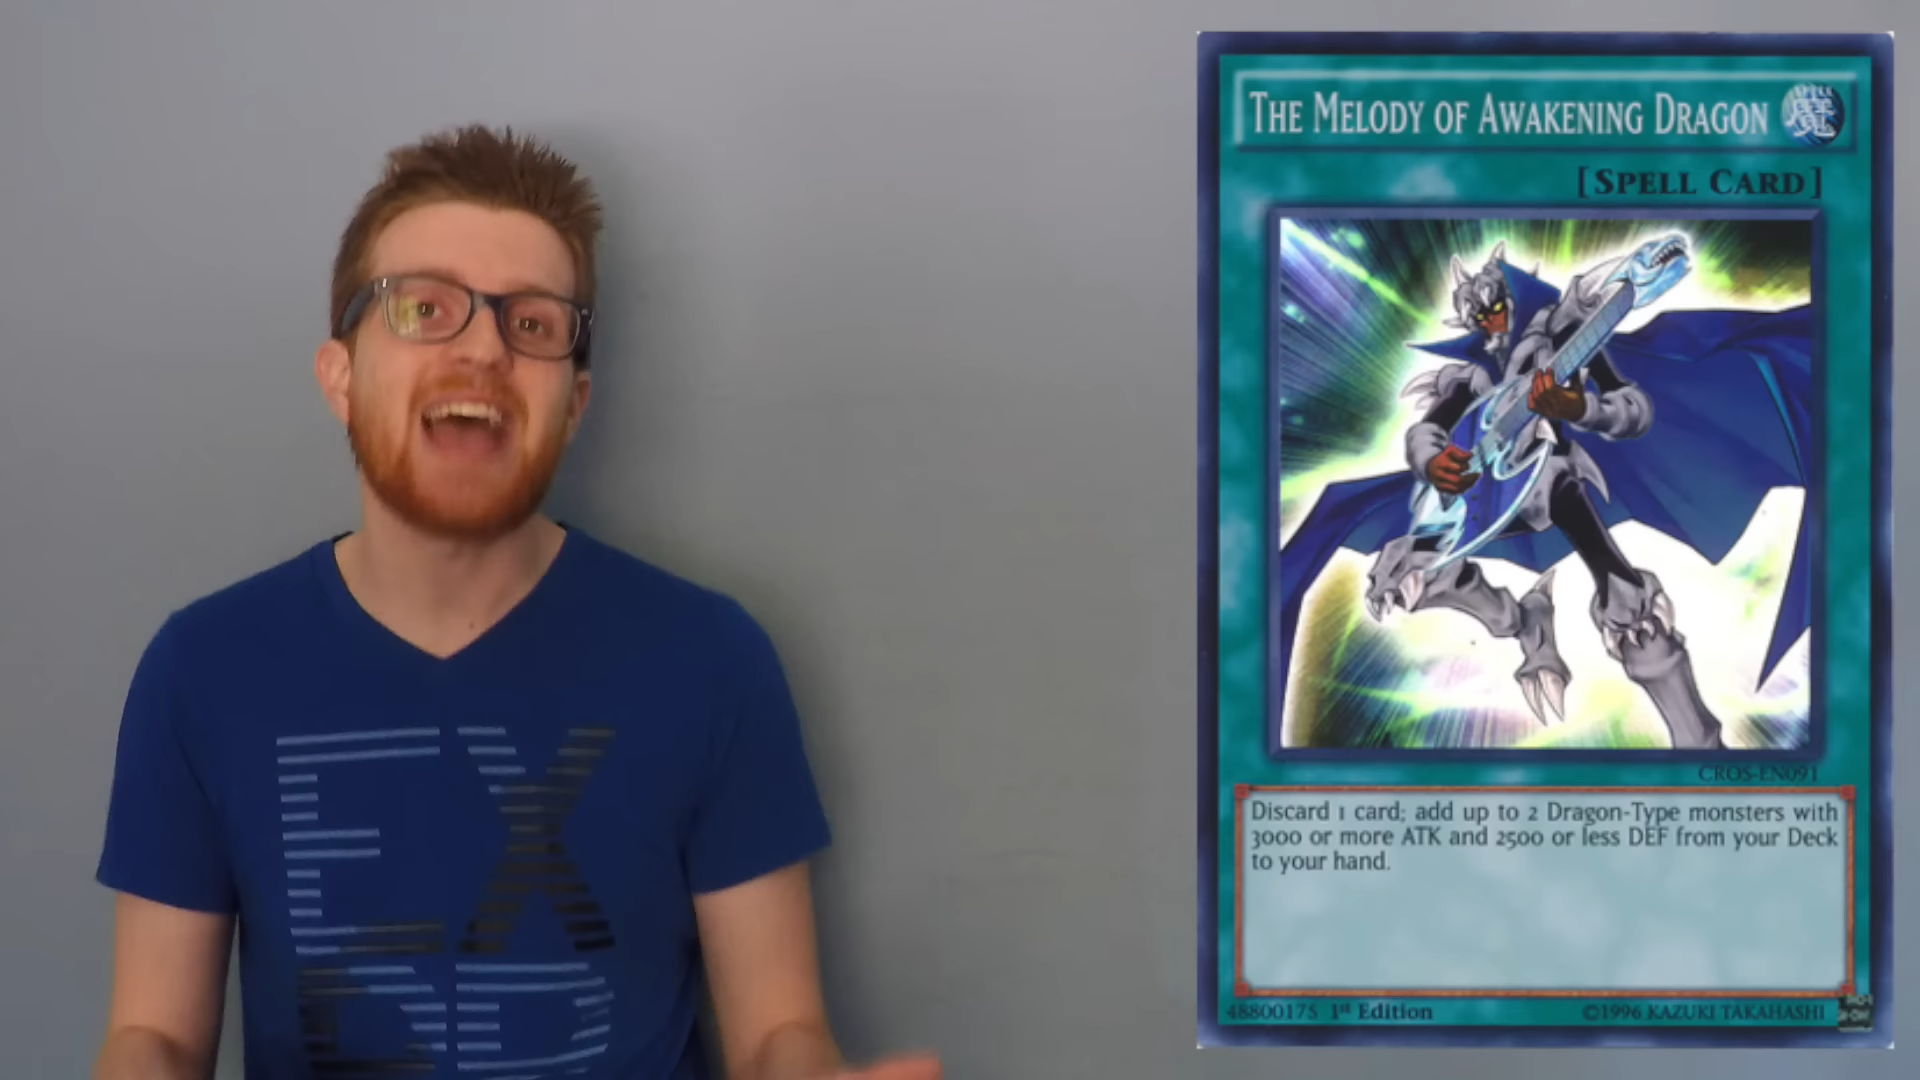 THE MELODY OF AWAKENING DRAGON
SPELL
魔
[SPELL CARD]
CROS-EN091
Discard 1 card; add up to 2 Dragon-Type monsters with
3000 or more ATK and 2500 or less DEF from your Deck
to your hand.
48800175 1st Edition ©1996 KAZUKI TAKAHASHI
EX